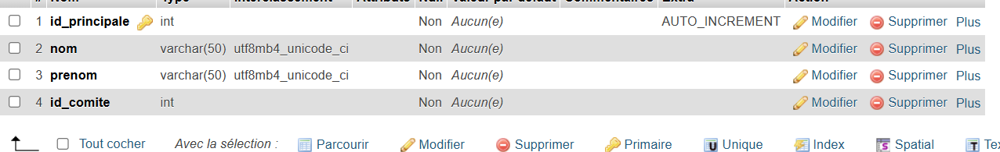 # Nom Type Interclassement Attributs Null Valeur par défaut Commentaires Extra Action
1 id_principale int Non Aucun(e) AUTO_INCREMENT Modifier Supprimer Plus
2 nom varchar(50) utf8mb4_unicode_ci Non Aucun(e) Modifier Supprimer Plus
3 prenom varchar(50) utf8mb4_unicode_ci Non Aucun(e) Modifier Supprimer Plus
4 id_comite int Non Aucun(e) Modifier Supprimer Plus
Tout cocher Avec la sélection : Parcourir Modifier Supprimer Primaire U Unique Index S Spatial T Tex